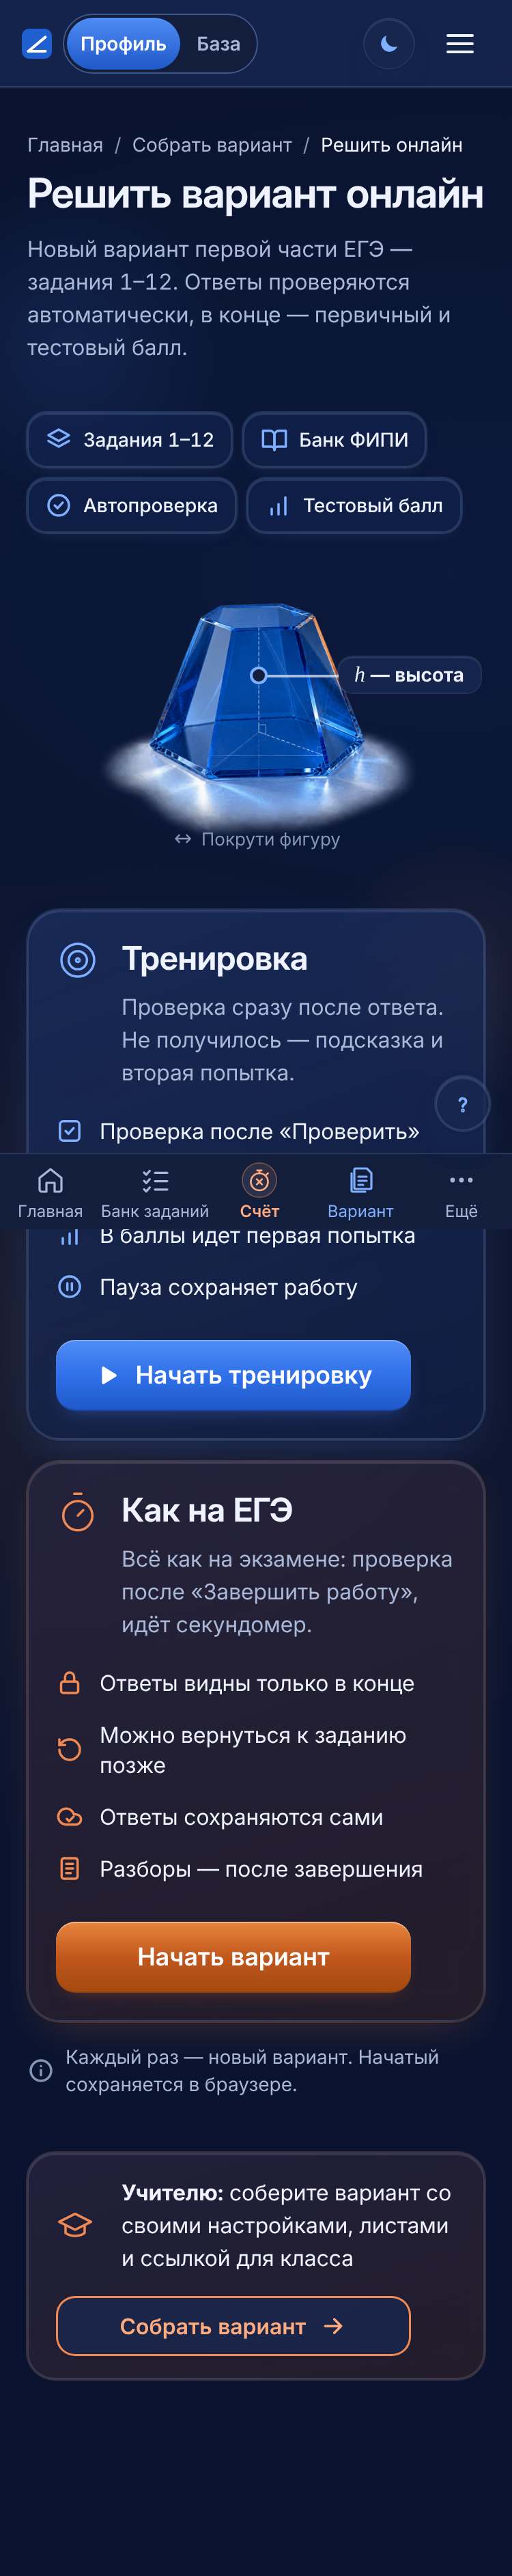 Профиль База
Главная / Собрать вариант / Решить онлайн
Решить вариант онлайн
Новый вариант первой части ЕГЭ —
задания 1–12. Ответы проверяются
автоматически, в конце — первичный и
тестовый балл.
Задания 1–12 Банк ФИПИ
Автопроверка Тестовый балл
h — высота
↔ Покрути фигуру
Тренировка
Проверка сразу после ответа.
Не получилось — подсказка и
вторая попытка.
?
Проверка после «Проверить»
Главная Банк заданий Счёт Вариант Ещё
В баллы идёт первая попытка
Пауза сохраняет работу
Начать тренировку
Как на ЕГЭ
Всё как на экзамене: проверка
после «Завершить работу»,
идёт секундомер.
Ответы видны только в конце
Можно вернуться к заданию
позже
Ответы сохраняются сами
Разборы — после завершения
Начать вариант
Каждый раз — новый вариант. Начатый
сохраняется в браузере.
Учителю: соберите вариант со
своими настройками, листами
и ссылкой для класса
Собрать вариант →